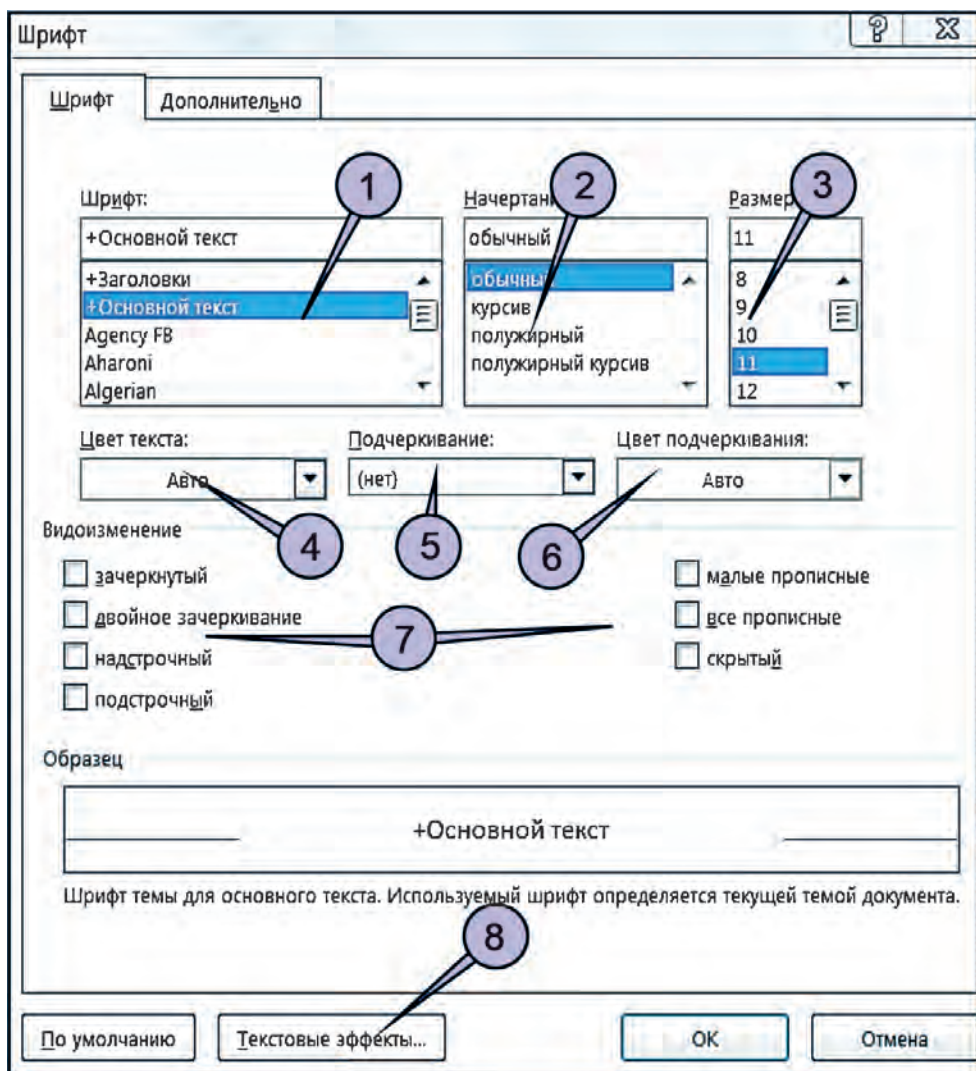 Шрифт
Шрифт Дополнительно
1 2 3
Шрифт: Начертан Размер
+Основной текст обычный 11
+Заголовки обычны 8
+Основной текст курсив 9
Agency FB полужирный 10
Aharoni полужирный курсив 11
Algerian 12
Цвет текста: Подчеркивание: Цвет подчеркивания:
Авто (нет) Авто
4 5 6
Видоизменение
зачеркнутый малые прописные
двойное зачеркивание все прописные
7
надстрочный скрытый
подстрочный
Образец
+Основной текст
Шрифт темы для основного текста. Используемый шрифт определяется текущей темой документа.
8
По умолчанию Текстовые эффекты... ОК Отмена